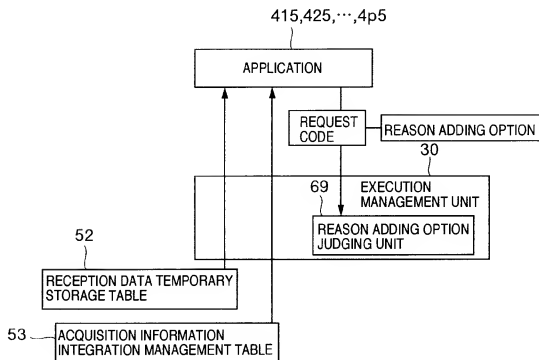 415,425,···,4p5
APPLICATION
REQUEST
CODE
REASON ADDING OPTION
30
EXECUTION
MANAGEMENT UNIT
69
REASON ADDING OPTION
JUDGING UNIT
52
RECEPTION DATA TEMPORARY
STORAGE TABLE
53
ACQUISITION INFORMATION
INTEGRATION MANAGEMENT TABLE